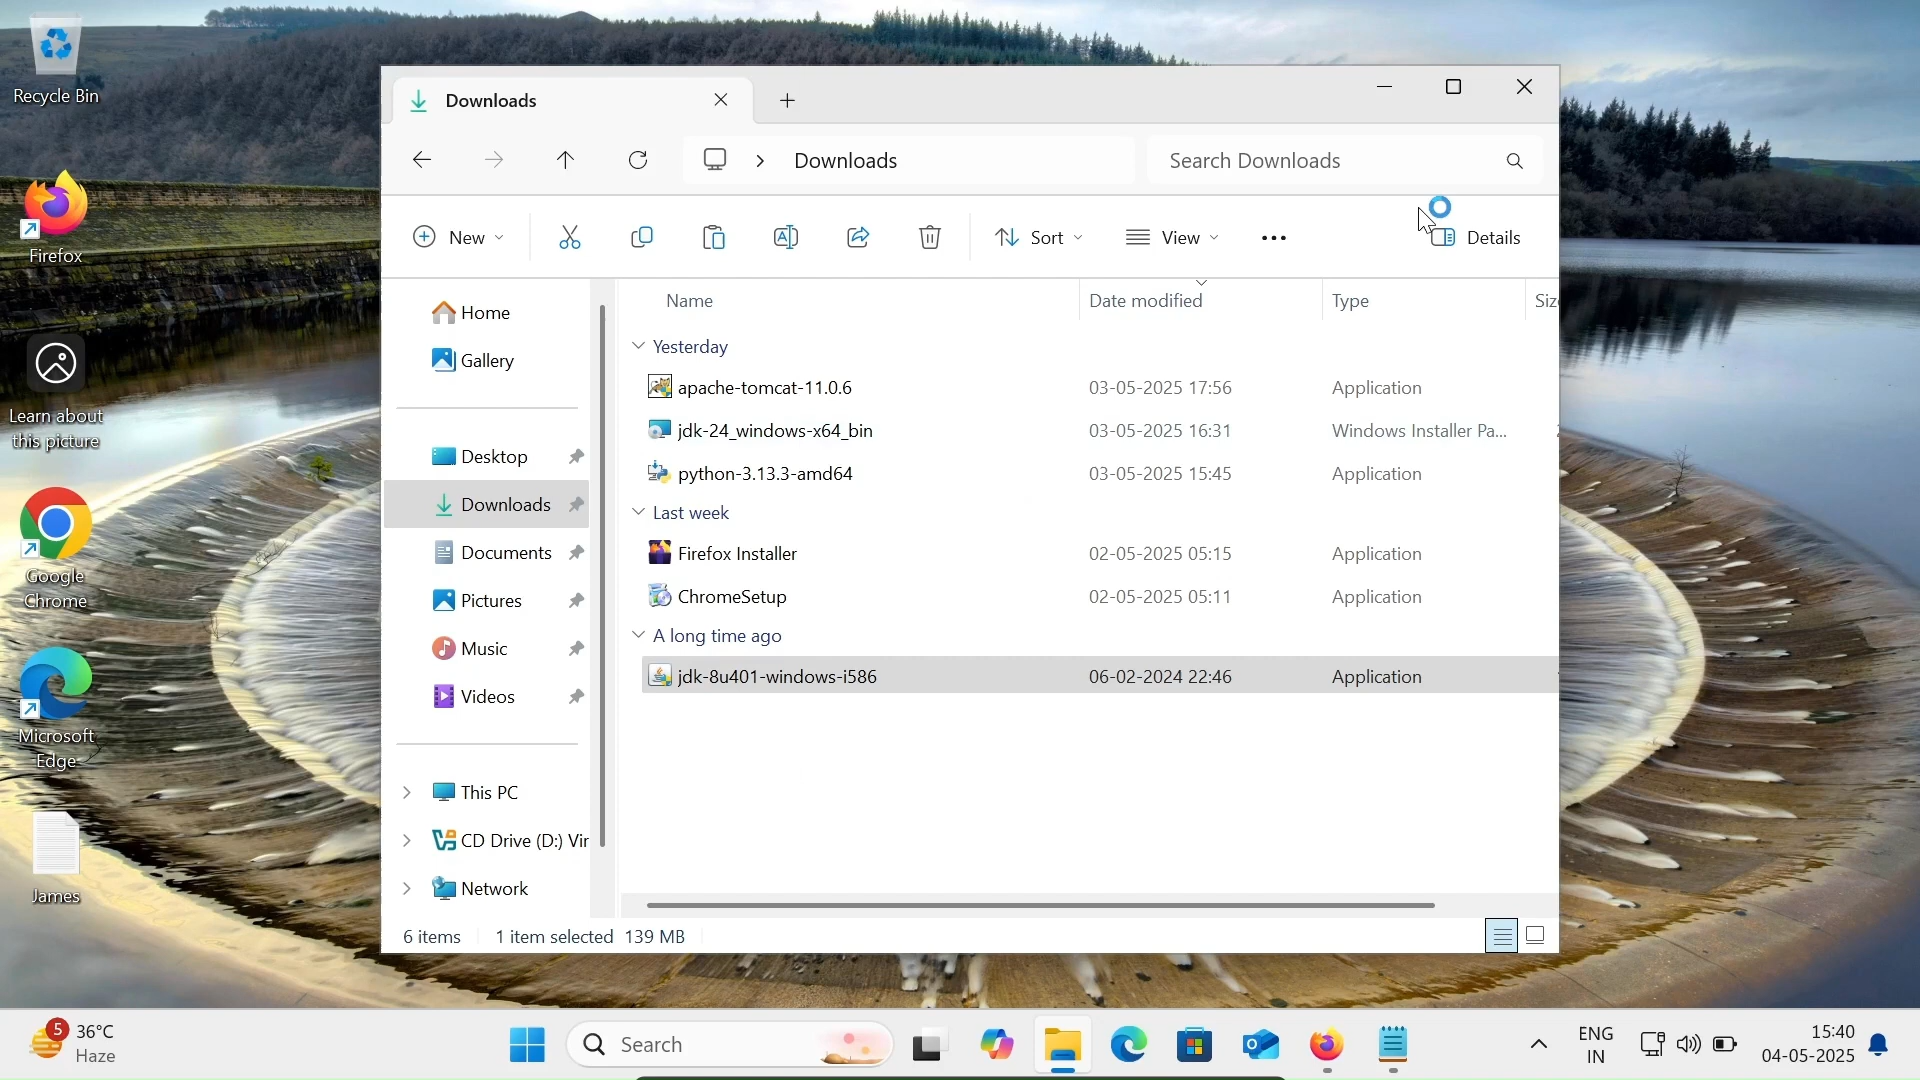 Recycle Bin
Firefox
Learn about
this picture
Google
Chrome
Microsoft
Edge
James
Downloads
Downloads
Search Downloads
New
Sort
View
Details
Home
Gallery
Desktop
Downloads
Documents
Pictures
Music
Videos
This PC
CD Drive (D:) Vir
Network
Name Date modified Type Siz
Yesterday
apache-tomcat-11.0.6 03-05-2025 17:56 Application
jdk-24_windows-x64_bin 03-05-2025 16:31 Windows Installer Pa...
python-3.13.3-amd64 03-05-2025 15:45 Application
Last week
Firefox Installer 02-05-2025 05:15 Application
ChromeSetup 02-05-2025 05:11 Application
A long time ago
jdk-8u401-windows-i586 06-02-2024 22:46 Application
6 items 1 item selected 139 MB
5
36°C
Haze
Search
ENG
IN
15:40
04-05-2025